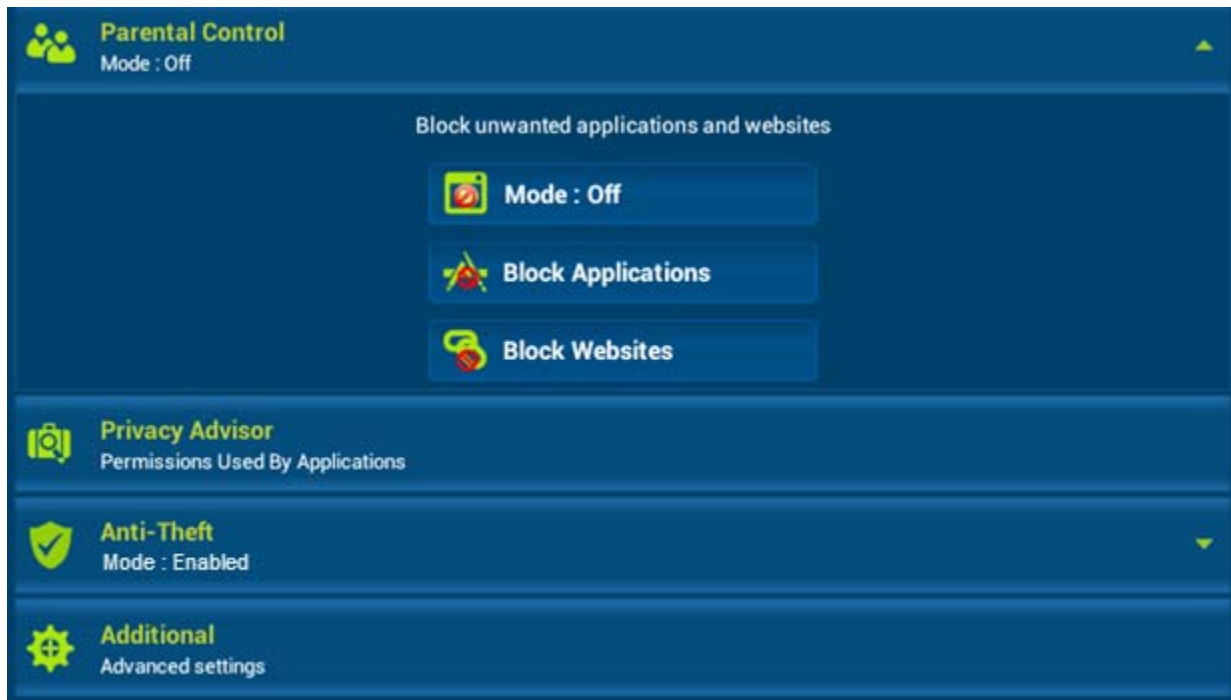 Parental Control
Mode : Off
Block unwanted applications and websites
Mode : Off
Block Applications
Block Websites
Privacy Advisor
Permissions Used By Applications
Anti-Theft
Mode : Enabled
Additional
Advanced settings